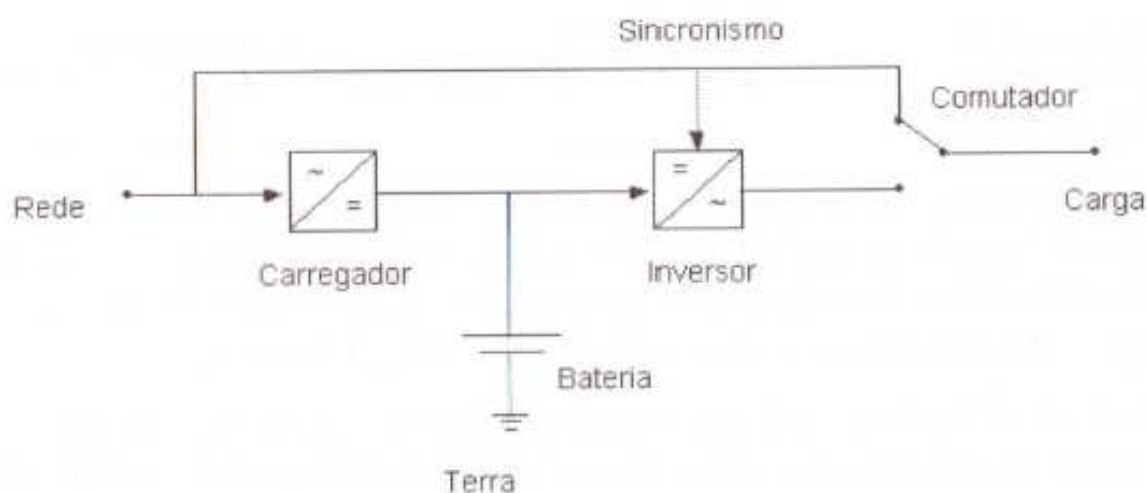 Sincronismo
Comutador
~
=
=
~
Rede
Carga
Carregador
Inversor
Bateria
Terra